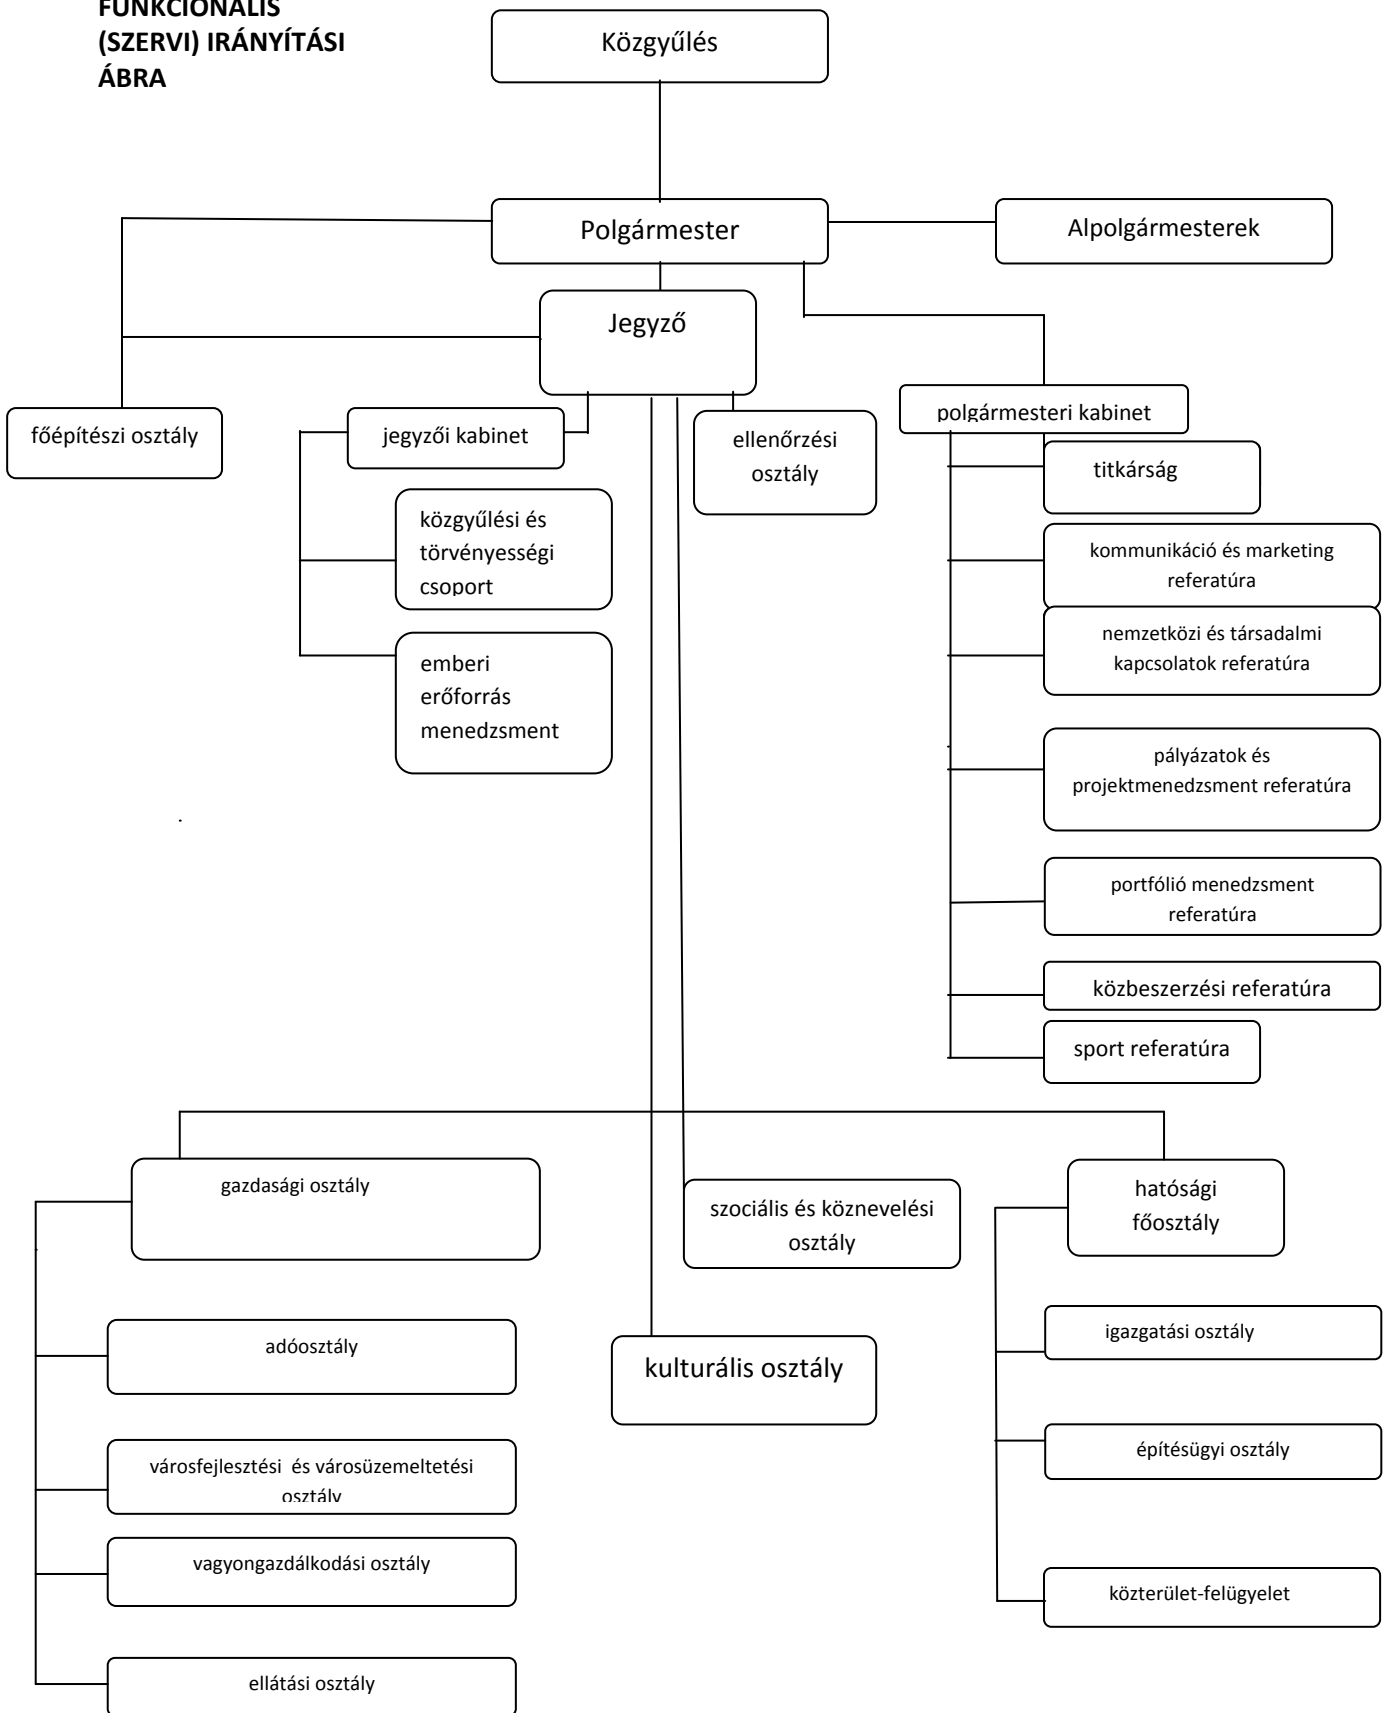 FUNKCIONÁLIS
(SZERVI) IRÁNYÍTÁSI
ÁBRA
Közgyűlés
Polgármester
Alpolgármesterek
Jegyző
főépítészi osztály
jegyzői kabinet
ellenőrzési
osztály
polgármesteri kabinet
titkárság
közgyűlési és
törvényességi
csoport
kommunikáció és marketing
referatúra
nemzetközi és társadalmi
kapcsolatok referatúra
emberi
erőforrás
menedzsment
pályázatok és
projektmenedzsment referatúra
portfólió menedzsment
referatúra
közbeszerzési referatúra
sport referatúra
gazdasági osztály
szociális és köznevelési
osztály
hatósági
főosztály
adóosztály
kulturális osztály
igazgatási osztály
városfejlesztési és városüzemeltetési
osztály
építésügyi osztály
vagyongazdálkodási osztály
közterület-felügyelet
ellátási osztály